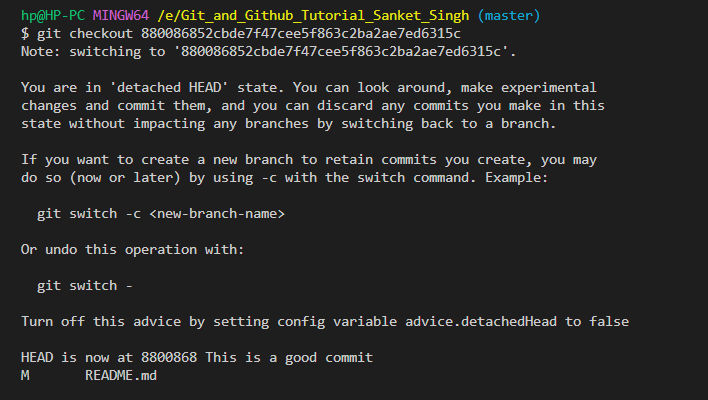 hp@HP-PC MINGW64 /e/Git_and_Github_Tutorial_Sanket_Singh (master)
$ git checkout 880086852cbde7f47cee5f863c2ba2ae7ed6315c
Note: switching to '880086852cbde7f47cee5f863c2ba2ae7ed6315c'.
You are in 'detached HEAD' state. You can look around, make experimental
changes and commit them, and you can discard any commits you make in this
state without impacting any branches by switching back to a branch.
If you want to create a new branch to retain commits you create, you may
do so (now or later) by using -c with the switch command. Example:
git switch -c <new-branch-name>
Or undo this operation with:
git switch -
Turn off this advice by setting config variable advice.detachedHead to false
HEAD is now at 8800868 This is a good commit
M       README.md